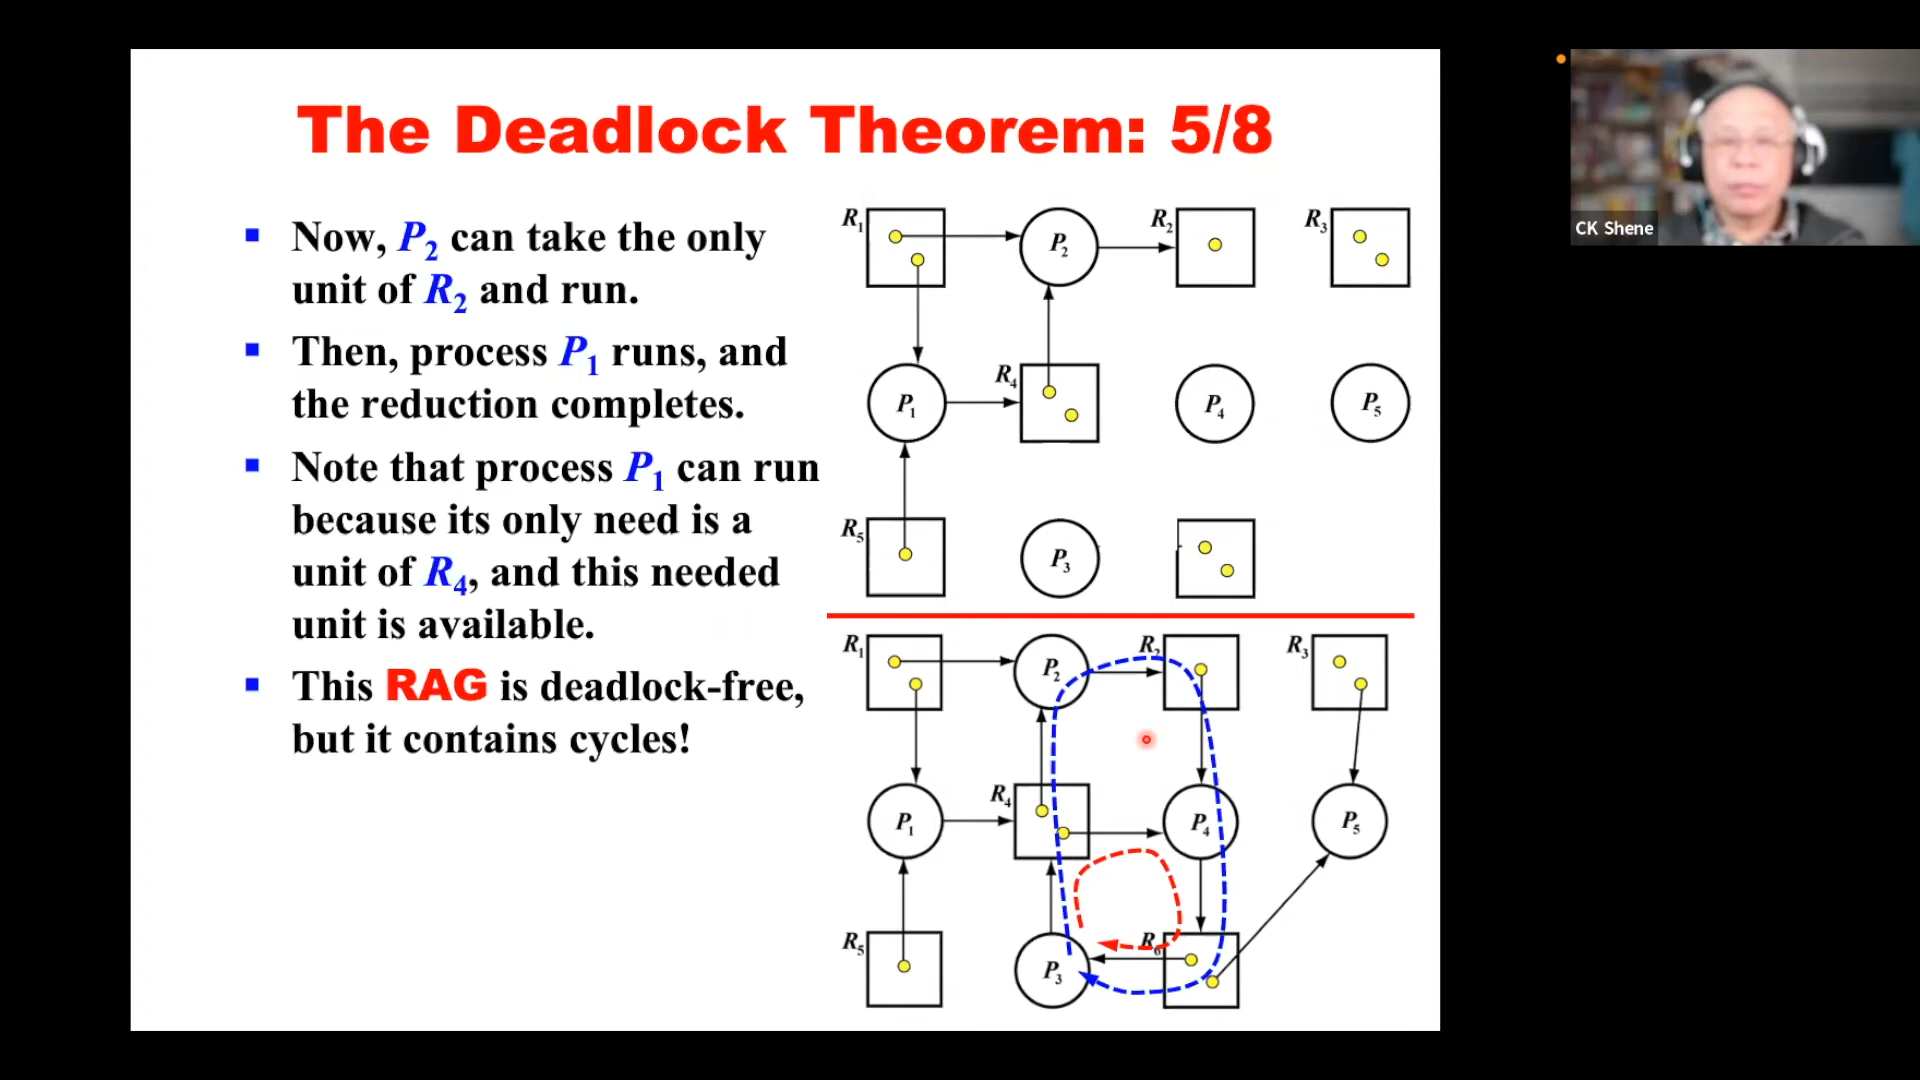 The Deadlock Theorem: 5/8
Now, P2 can take the only
unit of R2 and run.
Then, process P1 runs, and
the reduction completes.
Note that process P1 can run
because its only need is a
unit of R4, and this needed
unit is available.
This RAG is deadlock-free,
but it contains cycles!
R1
P2
R2
R3
P1
R4
P4
P5
R5
P3
R1
P2
R2
R3
P1
R4
P4
P5
R5
P3
R6
CK Shene